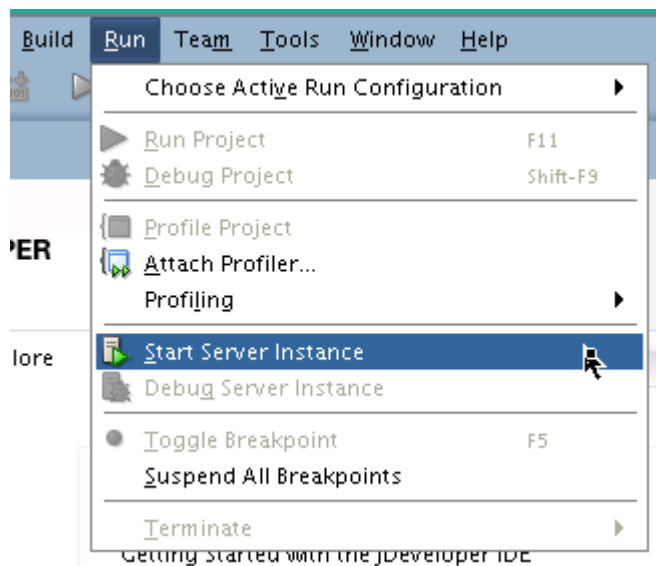 Build Run Team Tools Window Help
Choose Active Run Configuration
Run Project F11
Debug Project Shift-F9
Profile Project
PER
Attach Profiler...
Profiling
lore
Start Server Instance
Debug Server Instance
Toggle Breakpoint F5
Suspend All Breakpoints
Terminate
Getting Started with the JDeveloper IDE